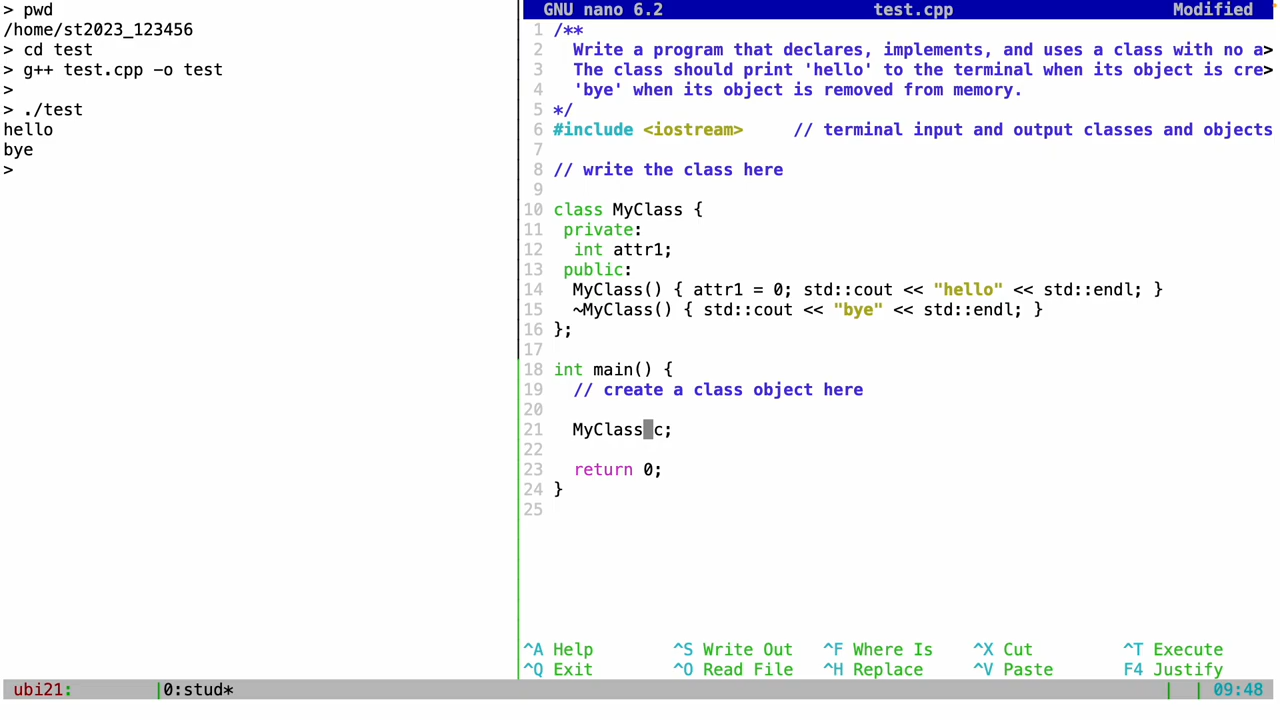 > pwd
/home/st2023_123456
> cd test
> g++ test.cpp -o test
>
> ./test
hello
bye
>
GNU nano 6.2 test.cpp Modified
1 /**
2 Write a program that declares, implements, and uses a class with no a>
3 The class should print 'hello' to the terminal when its object is cre>
4 'bye' when its object is removed from memory.
5 */
6 #include <iostream> // terminal input and output classes and objects
7
8 // write the class here
9
10 class MyClass {
11 private:
12 int attr1;
13 public:
14 MyClass() { attr1 = 0; std::cout << "hello" << std::endl; }
15 ~MyClass() { std::cout << "bye" << std::endl; }
16 };
17
18 int main() {
19 // create a class object here
20
21 MyClass c;
22
23 return 0;
24 }
25
^A Help ^S Write Out ^F Where Is ^X Cut ^T Execute
^Q Exit ^O Read File ^H Replace ^V Paste F4 Justify
ubi21: |0:stud* | | 09:48